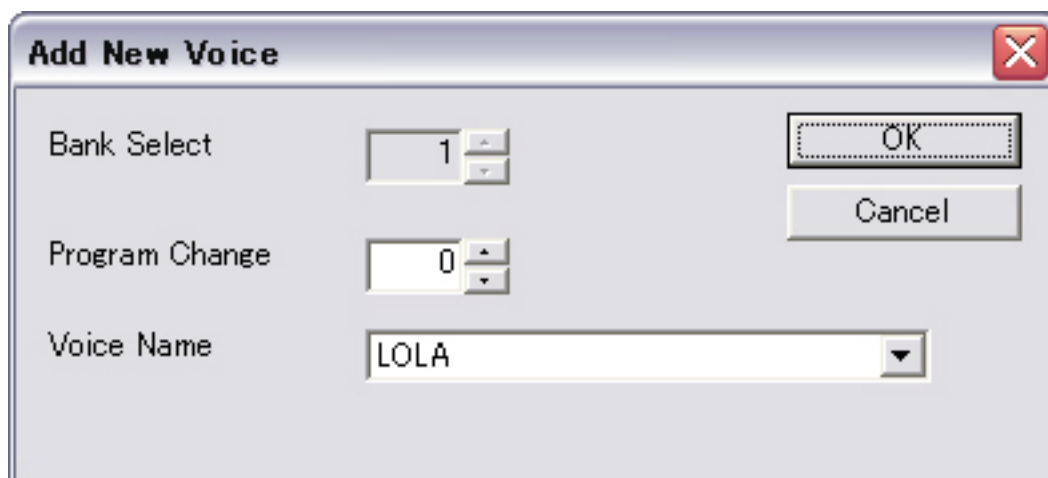 Add New Voice
Bank Select 1 OK
Cancel
Program Change 0
Voice Name LOLA